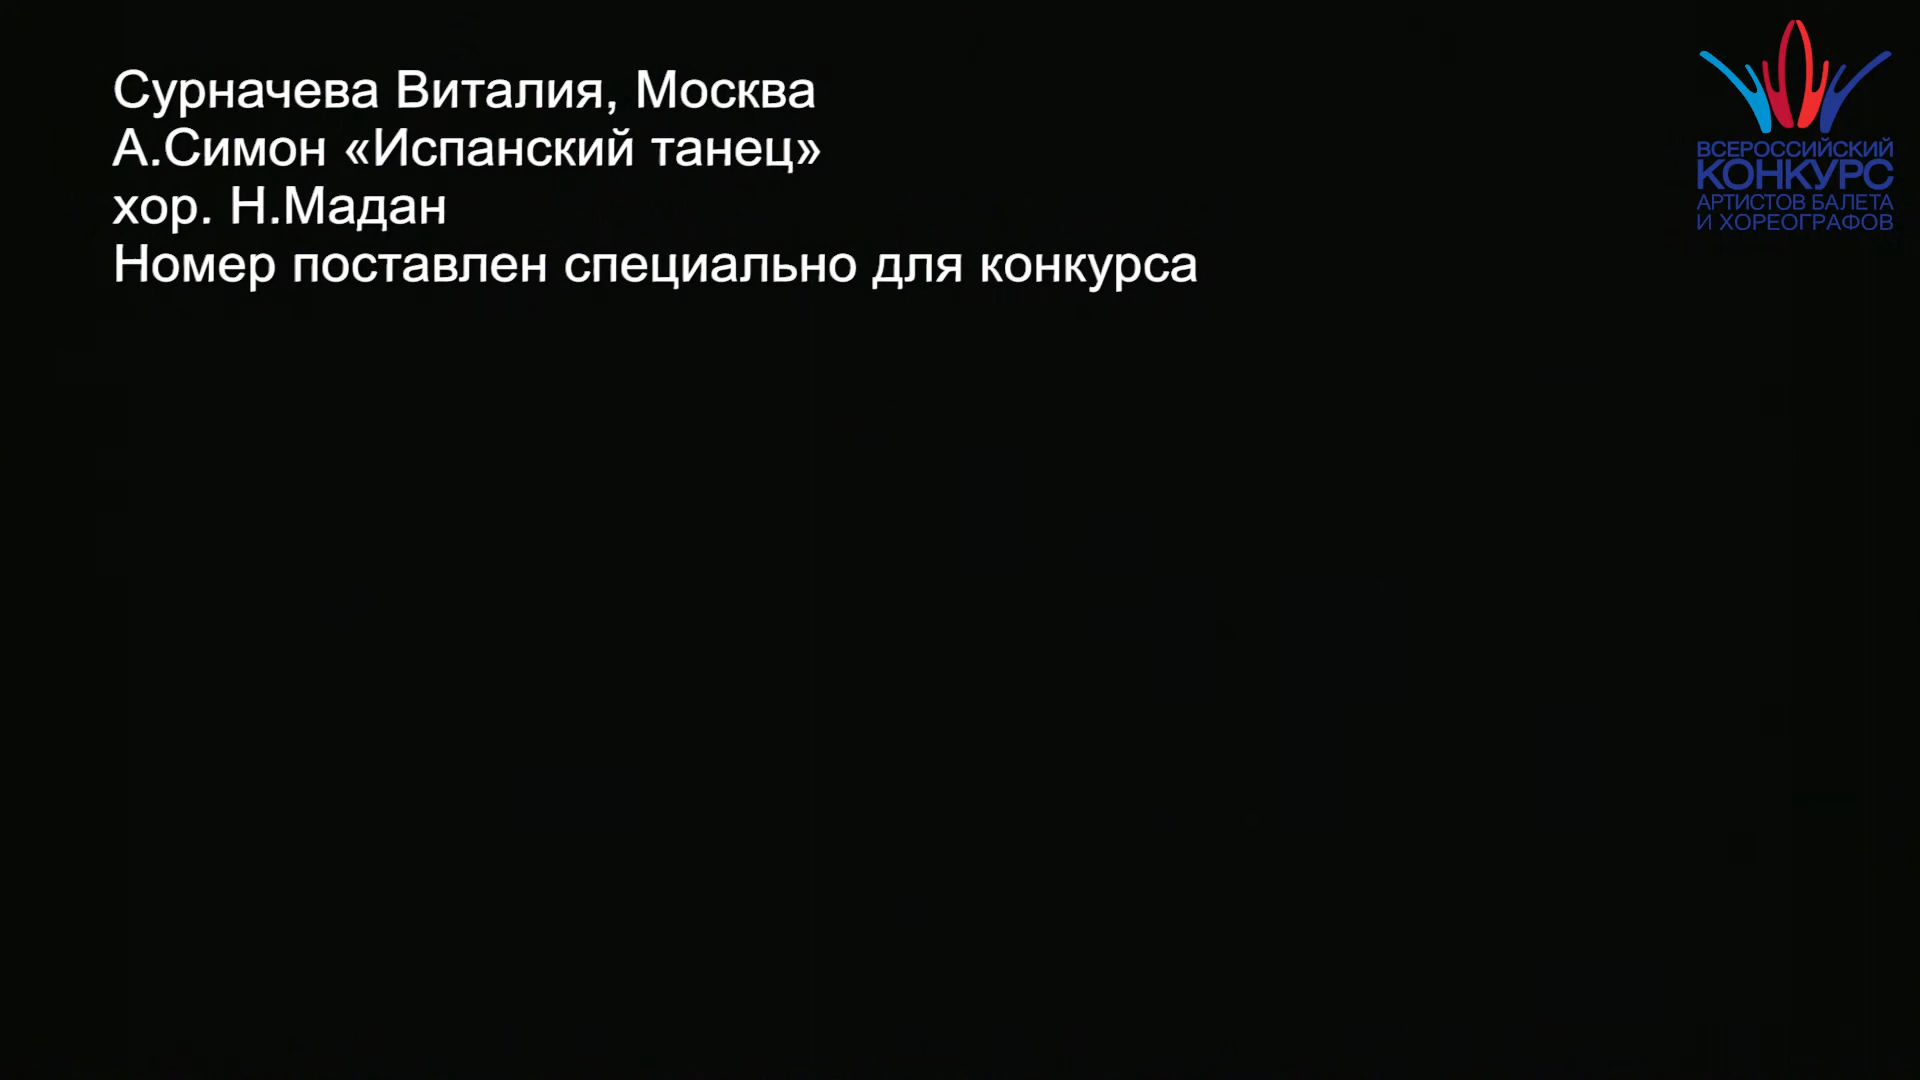 Сурначева Виталия, Москва
А.Симон «Испанский танец»
хор. Н.Мадан
Номер поставлен специально для конкурса
ВСЕРОССИЙСКИЙ
КОНКУРС
АРТИСТОВ БАЛЕТА
И ХОРЕОГРАФОВ